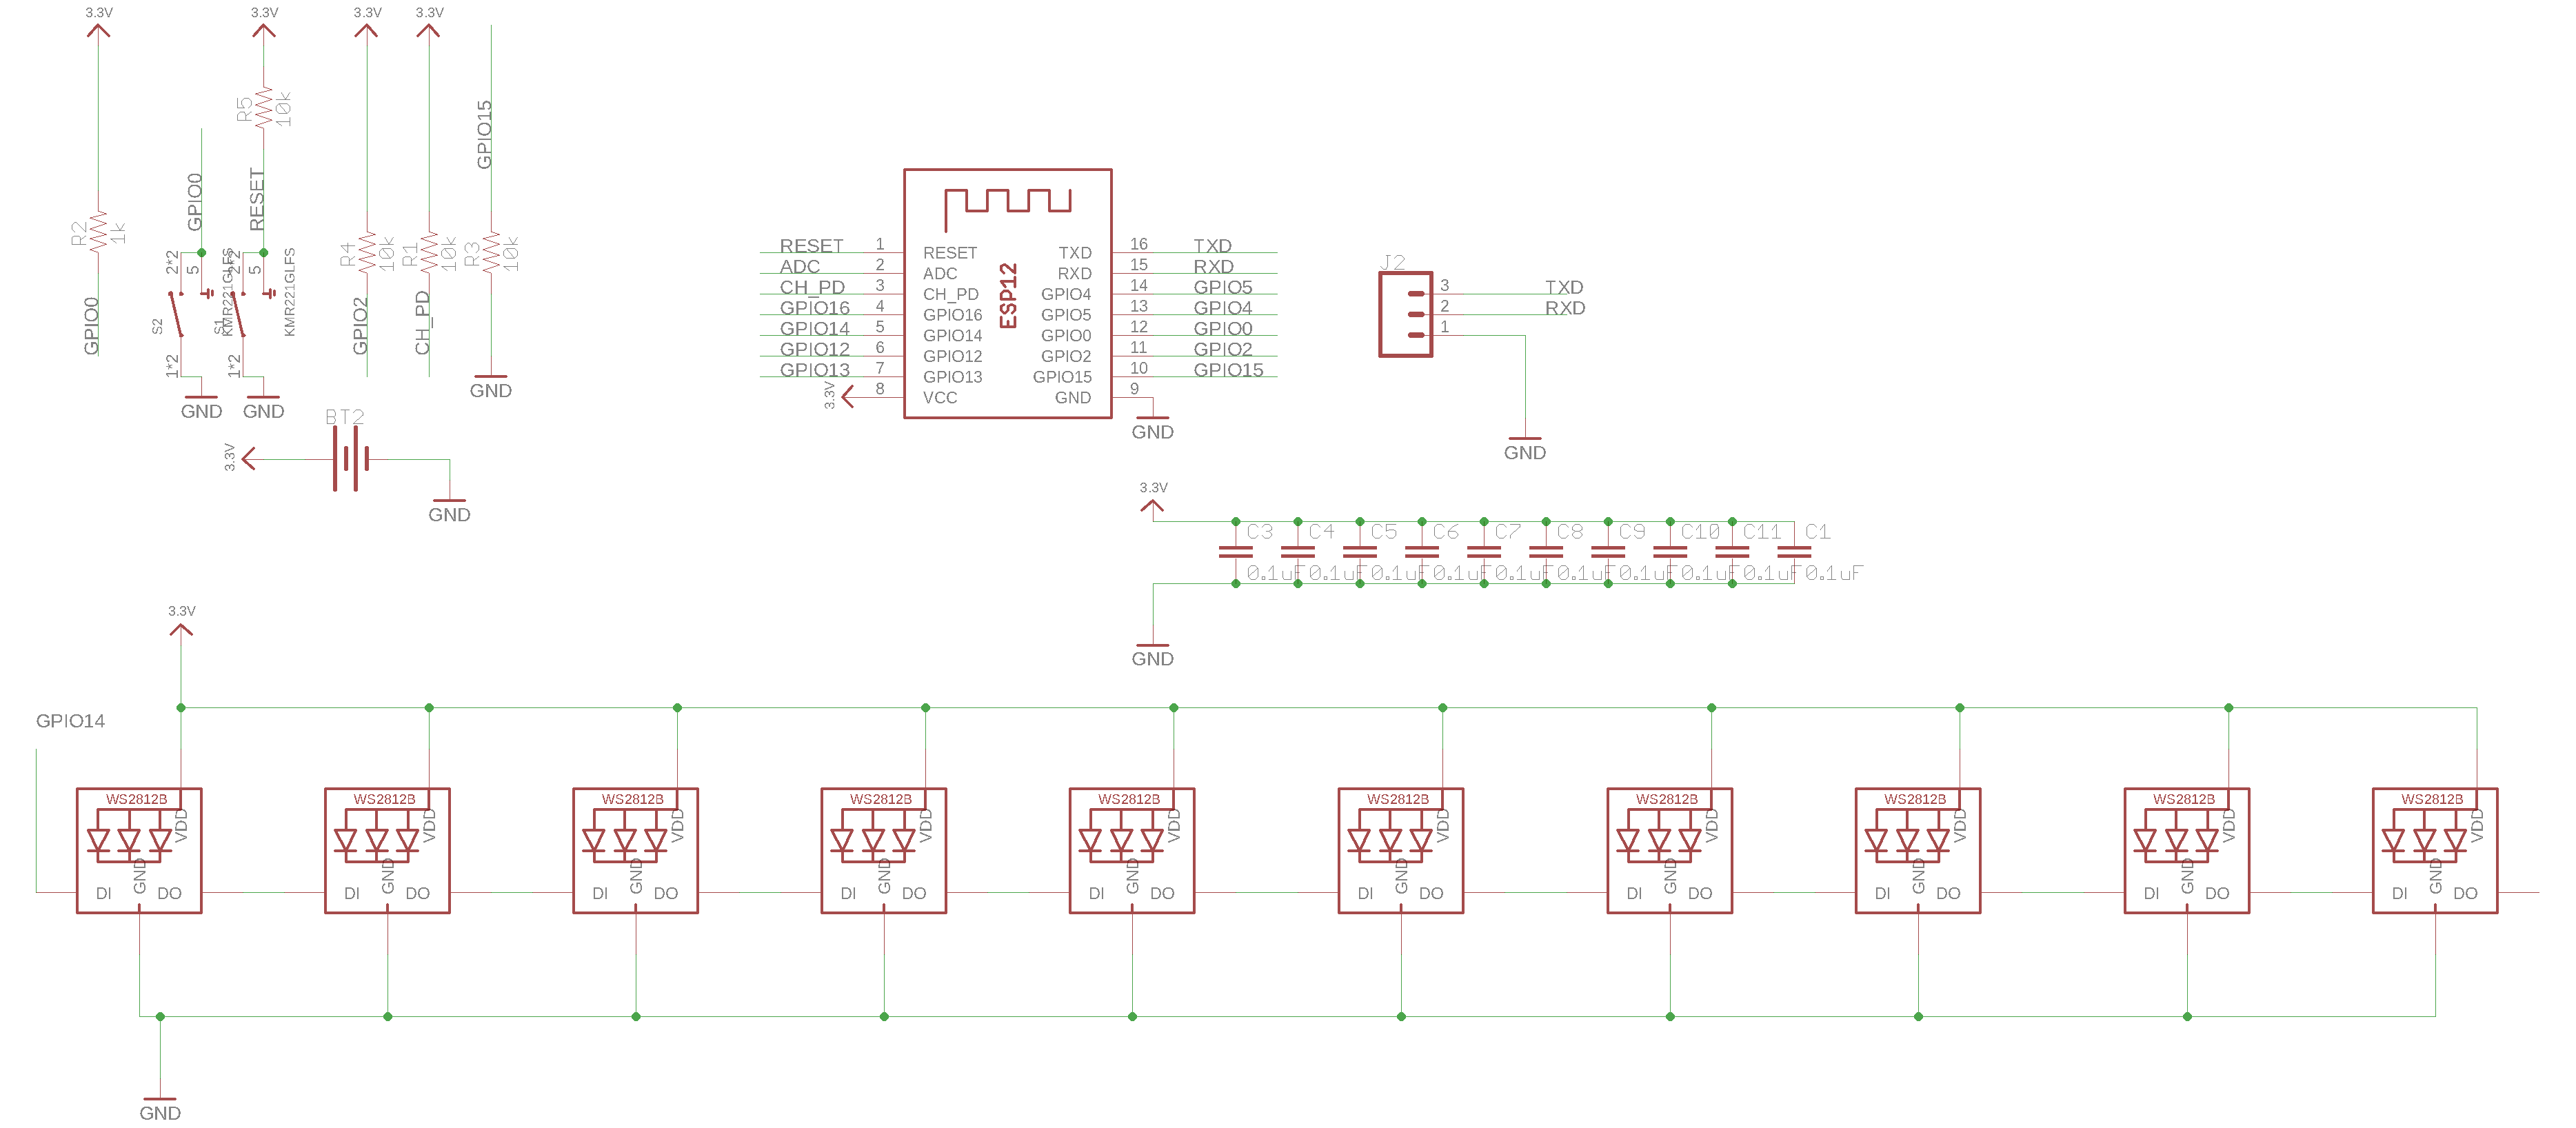 3.3V
3.3V
3.3V
3.3V
R5
10k
GPIO15
GPIO0
RESET
R2
1k
R4
10k
R1
10k
R3
10k
2*2
5
2*2
5
S2
KMR221GLFS
S1
KMR221GLFS
1*2
1*2
GPIO0
GPIO2
CH_PD
GND
GND
GND
BT2
3.3V
GND
ESP12
RESET 1 RESET
ADC 2 ADC
CH_PD 3 CH_PD
GPIO16 4 GPIO16
GPIO14 5 GPIO14
GPIO12 6 GPIO12
GPIO13 7 GPIO13
3.3V 8 VCC
TXD 16 TXD
RXD 15 RXD
GPIO4 14 GPIO5
GPIO5 13 GPIO4
GPIO0 12 GPIO0
GPIO2 11 GPIO2
GPIO15 10 GPIO15
GND 9
GND
J2
3 TXD
2 RXD
1
GND
3.3V
C3 C4 C5 C6 C7 C8 C9 C10 C11 C1
0.1uF 0.1uF 0.1uF 0.1uF 0.1uF 0.1uF 0.1uF 0.1uF 0.1uF 0.1uF
GND
3.3V
GPIO14
WS2812B WS2812B WS2812B WS2812B WS2812B WS2812B WS2812B WS2812B WS2812B WS2812B
VDD VDD VDD VDD VDD VDD VDD VDD VDD VDD
GND GND GND GND GND GND GND GND GND GND
DI DO DI DO DI DO DI DO DI DO DI DO DI DO DI DO DI DO DI DO
GND